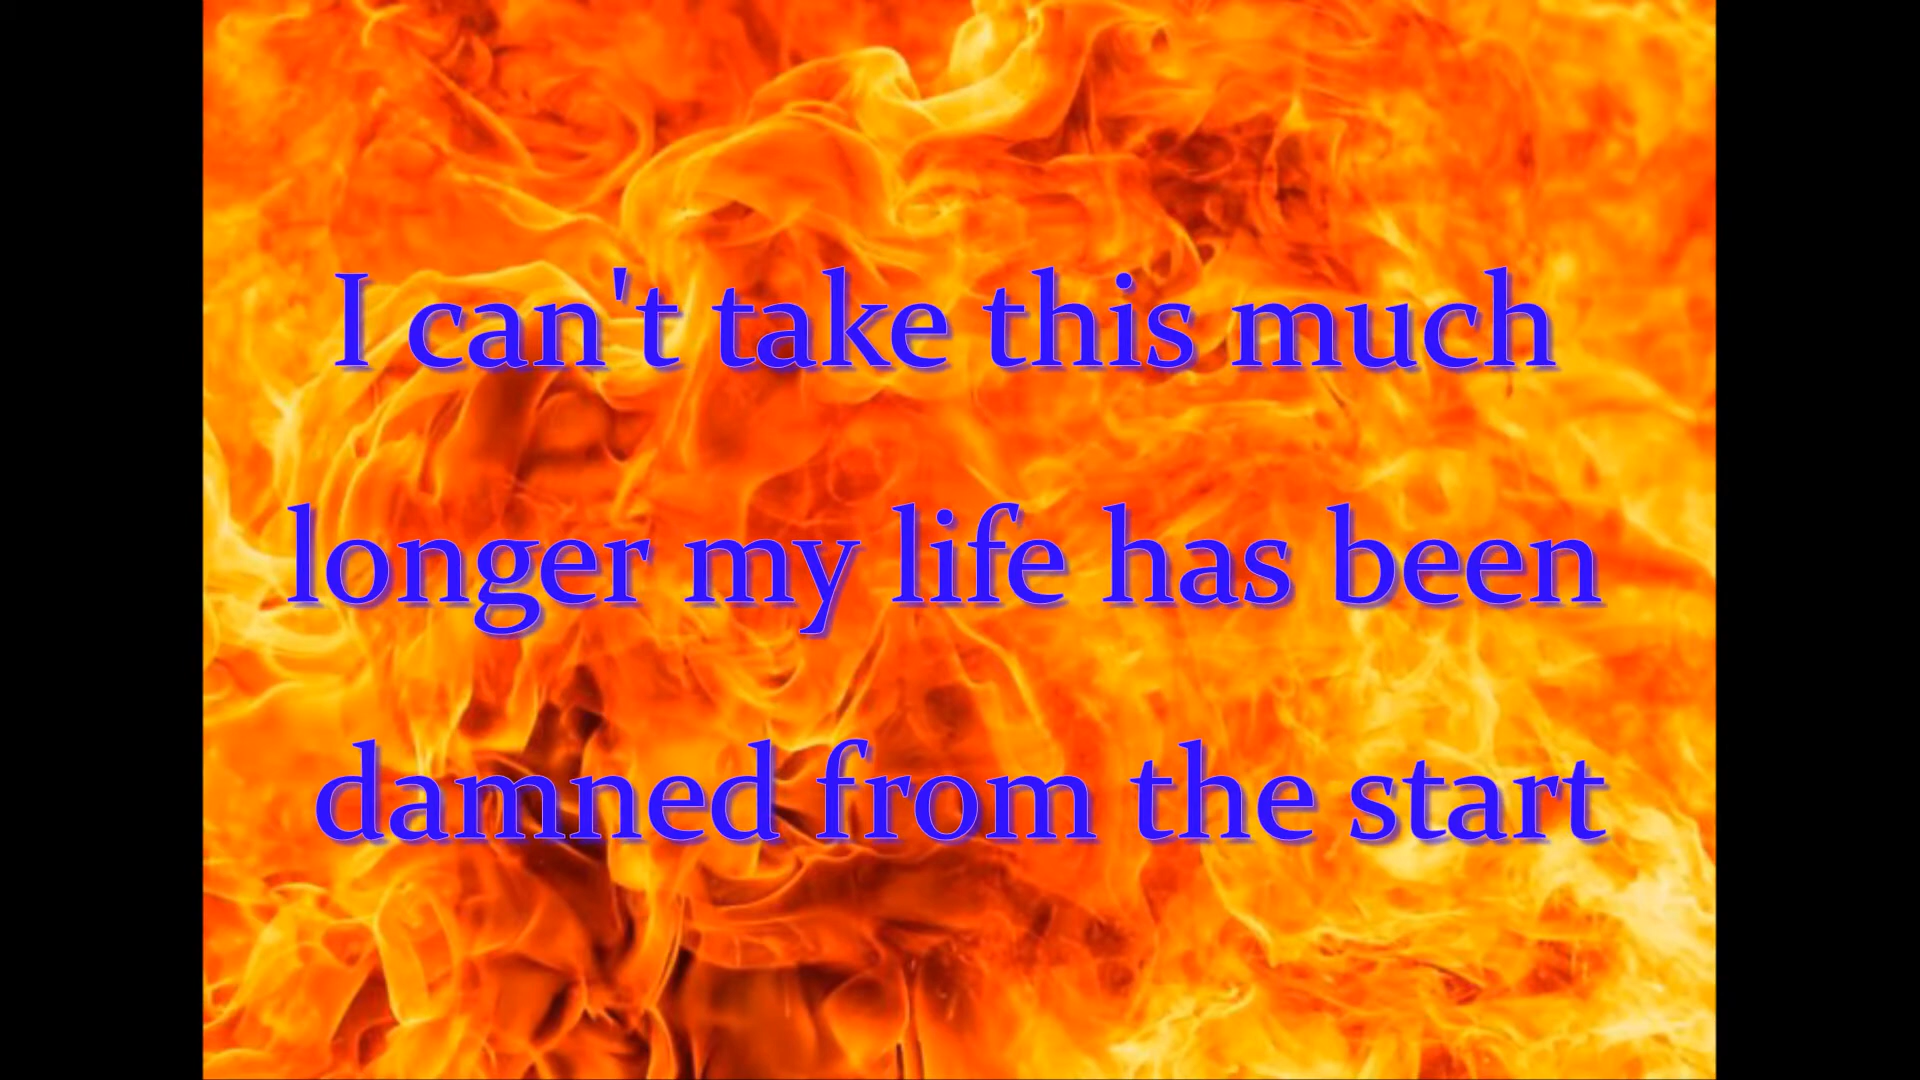 I can't take this much
longer my life has been
damned from the start